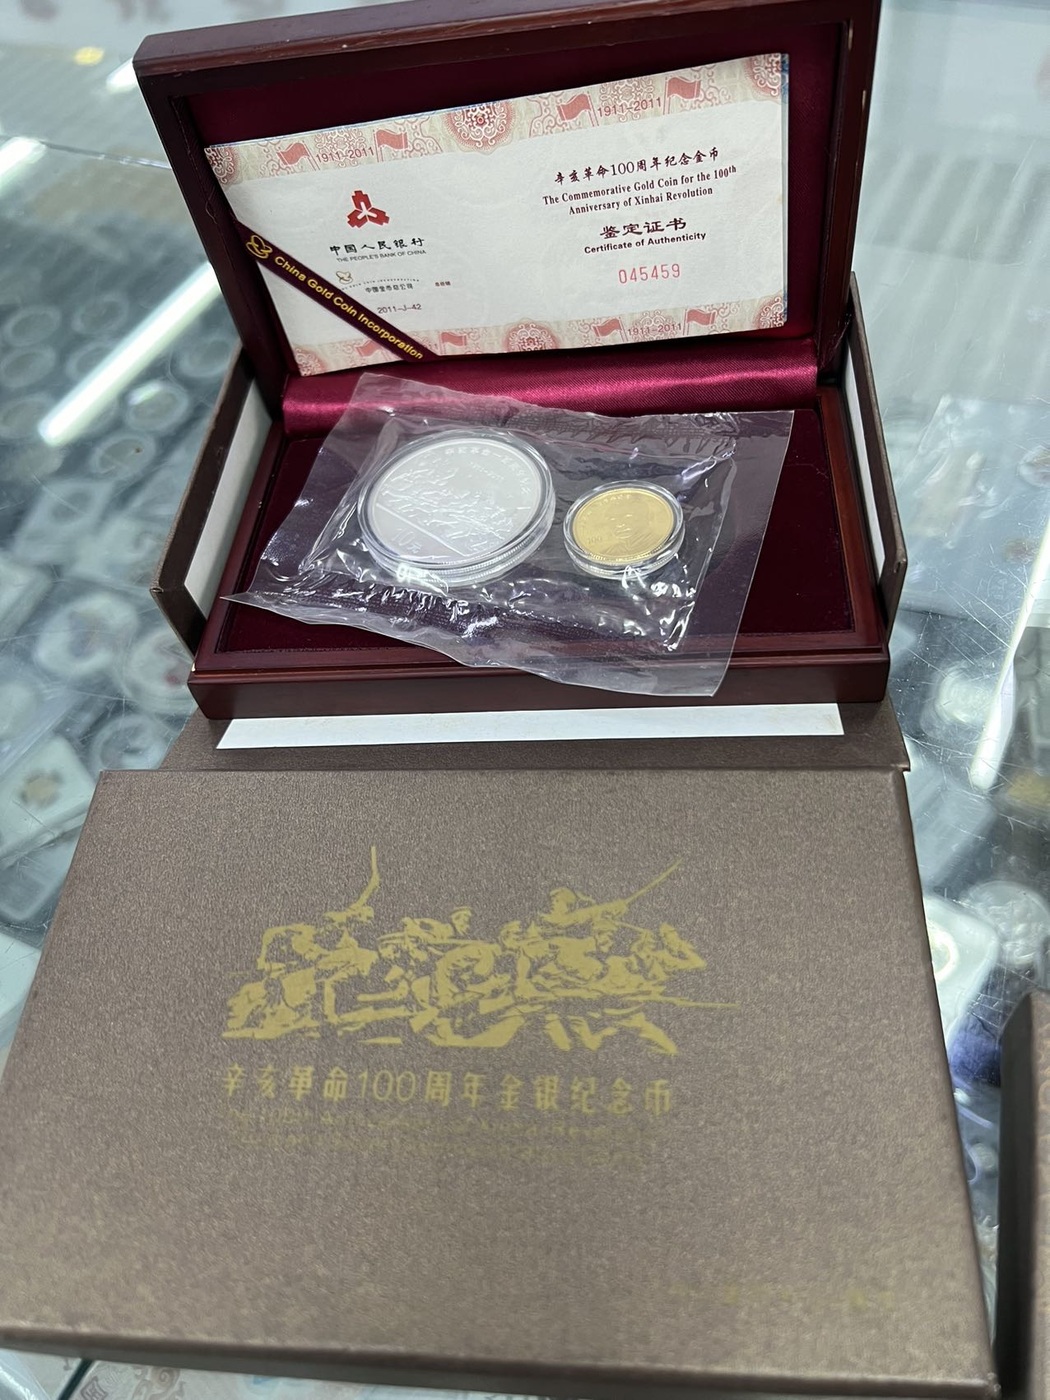 1911-2011
1911-2011
中国人民银行
THE PEOPLE'S BANK OF CHINA
中国金币总公司
2011-J-42
China Gold Coin Incorporation
辛亥革命100周年纪念金币
The Commemorative Gold Coin for the 100th
Anniversary of Xinhai Revolution
鉴定证书
Certificate of Authenticity
045459
1911-2011
辛亥革命100周年金银纪念币